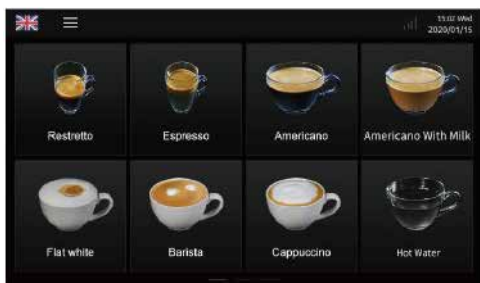 15:02 Wed
2020/01/15
Restretto
Espresso
Americano
Americano With Milk
Flat white
Barista
Cappuccino
Hot Water